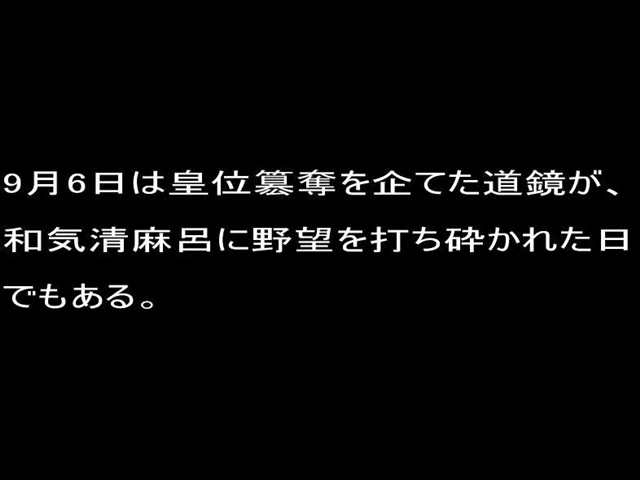 9月6日は皇位簒奪を企てた道鏡が、
和気清麻呂に野望を打ち砕かれた日
でもある。